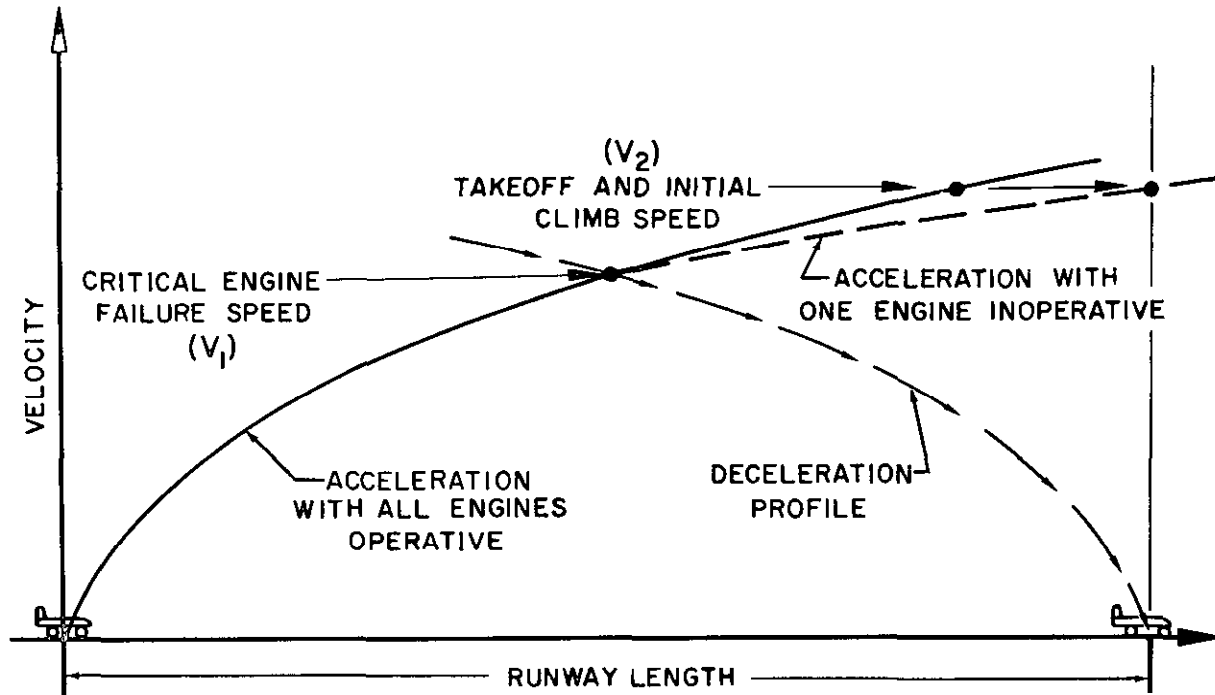 (V2)
TAKEOFF AND INITIAL
CLIMB SPEED
CRITICAL ENGINE
FAILURE SPEED
(V1)
ACCELERATION WITH
ONE ENGINE INOPERATIVE
VELOCITY
ACCELERATION
WITH ALL ENGINES
OPERATIVE
DECELERATION
PROFILE
RUNWAY LENGTH